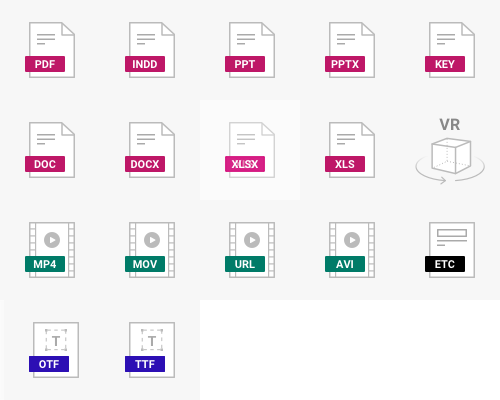 PDF
INDD
PPT
PPTX
KEY
DOC
DOCX
XLSX
XLS
VR
MP4
MOV
URL
AVI
ETC
T
OTF
T
TTF